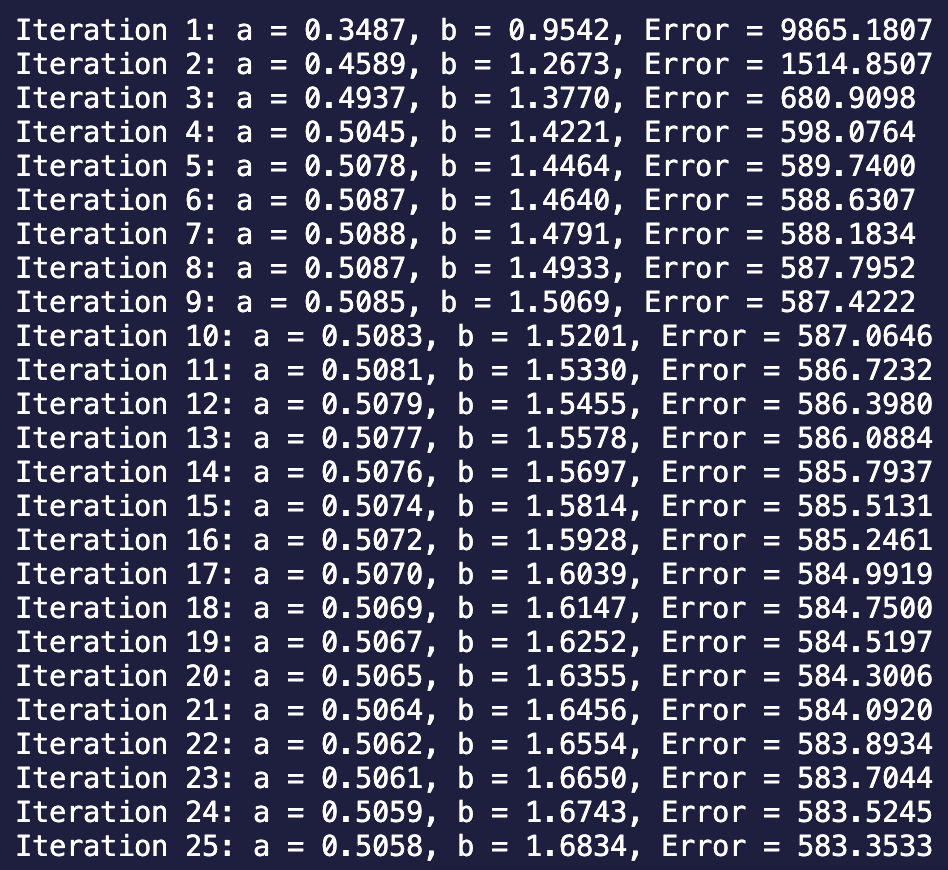 Iteration 1: a = 0.3487, b = 0.9542, Error = 9865.1807
Iteration 2: a = 0.4589, b = 1.2673, Error = 1514.8507
Iteration 3: a = 0.4937, b = 1.3770, Error = 680.9098
Iteration 4: a = 0.5045, b = 1.4221, Error = 598.0764
Iteration 5: a = 0.5078, b = 1.4464, Error = 589.7400
Iteration 6: a = 0.5087, b = 1.4640, Error = 588.6307
Iteration 7: a = 0.5088, b = 1.4791, Error = 588.1834
Iteration 8: a = 0.5087, b = 1.4933, Error = 587.7952
Iteration 9: a = 0.5085, b = 1.5069, Error = 587.4222
Iteration 10: a = 0.5083, b = 1.5201, Error = 587.0646
Iteration 11: a = 0.5081, b = 1.5330, Error = 586.7232
Iteration 12: a = 0.5079, b = 1.5455, Error = 586.3980
Iteration 13: a = 0.5077, b = 1.5578, Error = 586.0884
Iteration 14: a = 0.5076, b = 1.5697, Error = 585.7937
Iteration 15: a = 0.5074, b = 1.5814, Error = 585.5131
Iteration 16: a = 0.5072, b = 1.5928, Error = 585.2461
Iteration 17: a = 0.5070, b = 1.6039, Error = 584.9919
Iteration 18: a = 0.5069, b = 1.6147, Error = 584.7500
Iteration 19: a = 0.5067, b = 1.6252, Error = 584.5197
Iteration 20: a = 0.5065, b = 1.6355, Error = 584.3006
Iteration 21: a = 0.5064, b = 1.6456, Error = 584.0920
Iteration 22: a = 0.5062, b = 1.6554, Error = 583.8934
Iteration 23: a = 0.5061, b = 1.6650, Error = 583.7044
Iteration 24: a = 0.5059, b = 1.6743, Error = 583.5245
Iteration 25: a = 0.5058, b = 1.6834, Error = 583.3533